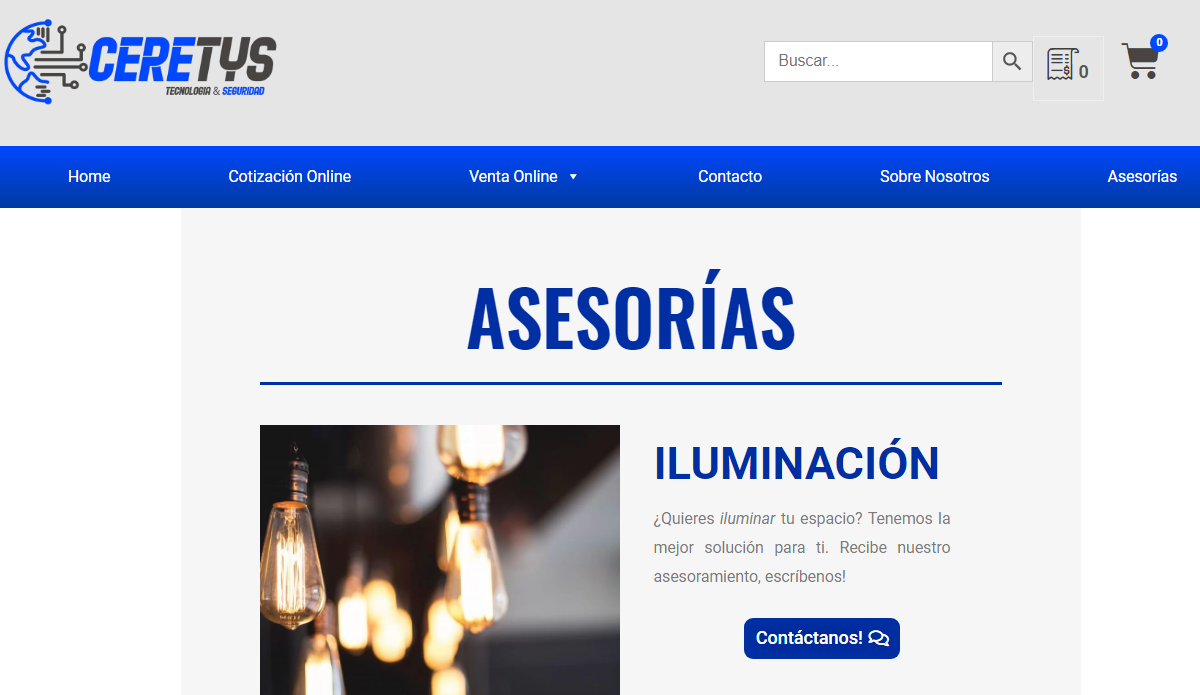 CERETYS
TECNOLOGIA & SEGURIDAD
Buscar...
0
0
Home
Cotización Online
Venta Online
Contacto
Sobre Nosotros
Asesorías
ASESORÍAS
ILUMINACIÓN
¿Quieres iluminar tu espacio? Tenemos la
mejor solución para ti. Recibe nuestro
asesoramiento, escríbenos!
Contáctanos!